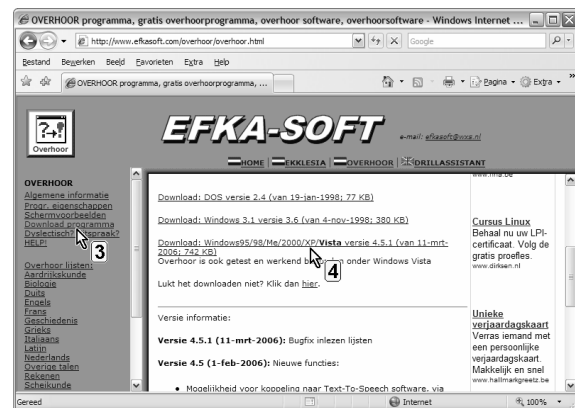 OVERHOOR programma, gratis overhoorprogramma, overhoor software, overhoorsoftware - Windows Internet ...
http://www.efkasoft.com/overhoor/overhoor.html
Google
Bestand Bewerken Beeld Favorieten Extra Help
OVERHOOR programma, gratis overhoorprogramma, ...
Pagina Extra
Overhoor
EFKA-SOFT
e-mail: efkasoft@wxs.nl
HOME | EKKLESIA | OVERHOOR | DRILLASSISTANT
OVERHOOR
Algemene informatie
Progr. eigenschappen
Schermvoorbeelden
Download programma
Dyslectisch? Uitspraak?
HELP!
3
Overhoor lijsten:
Aardrijkskunde
Biologie
Duits
Engels
Frans
Geschiedenis
Grieks
Italiaans
Latijn
Nederlands
Overige talen
Rekenen
Scheikunde
Download: DOS versie 2.4 (van 19-jan-1998; 77 KB)
Download: Windows 3.1 versie 3.6 (van 4-nov-1998; 380 KB)
Download: Windows95/98/Me/2000/XP/Vista versie 4.5.1 (van 11-mrt-
2006; 742 KB)
Overhoor is ook getest en werkend onder Windows Vista
4
Lukt het downloaden niet? Klik dan hier.
Versie informatie:
Versie 4.5.1 (11-mrt-2006): Bugfix inlezen lijsten
Versie 4.5 (1-feb-2006): Nieuwe functies:
Mogelijkheid voor koppeling naar Text-To-Speech software, via
Cursus Linux
Behaal nu uw LPI-
certificaat. Volg de
gratis proefles.
www.dirksen.nl
Unieke
verjaardagskaart
Verras iemand met
een persoonlijke
verjaardagskaart.
Makkelijk en snel
www.hallmarkgreetz.be
Gereed
Internet
100%